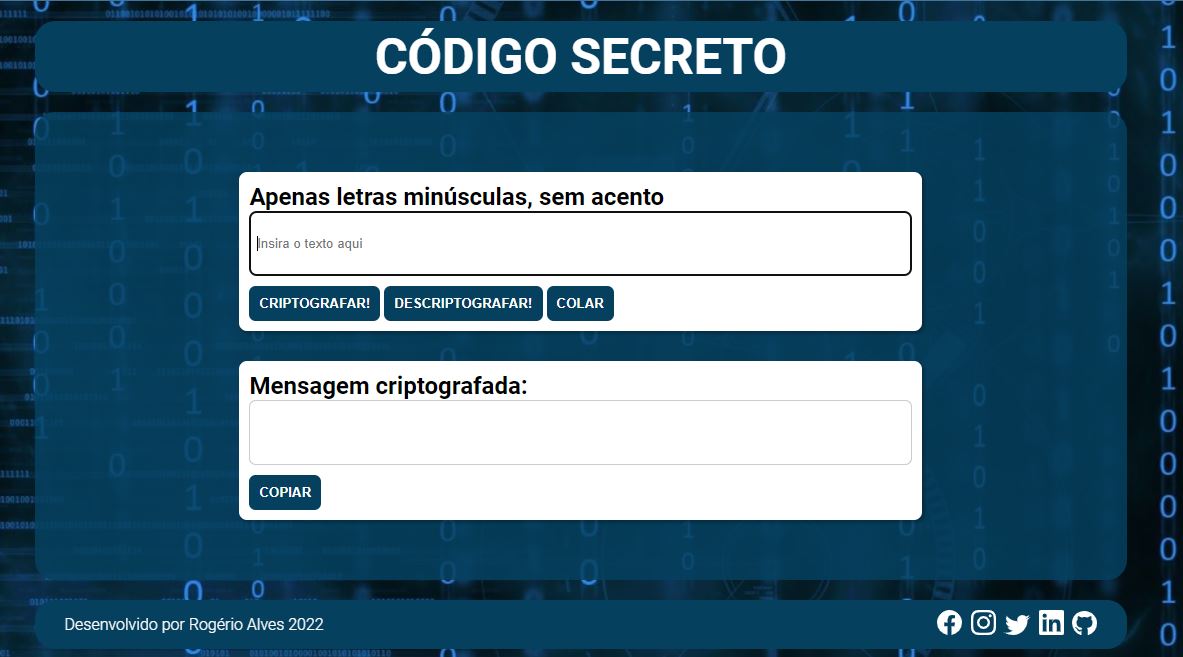 CÓDIGO SECRETO
Apenas letras minúsculas, sem acento
Insira o texto aqui
CRIPTOGRAFAR! DESCRIPTOGRAFAR! COLAR
Mensagem criptografada:
COPIAR
Desenvolvido por Rogério Alves 2022